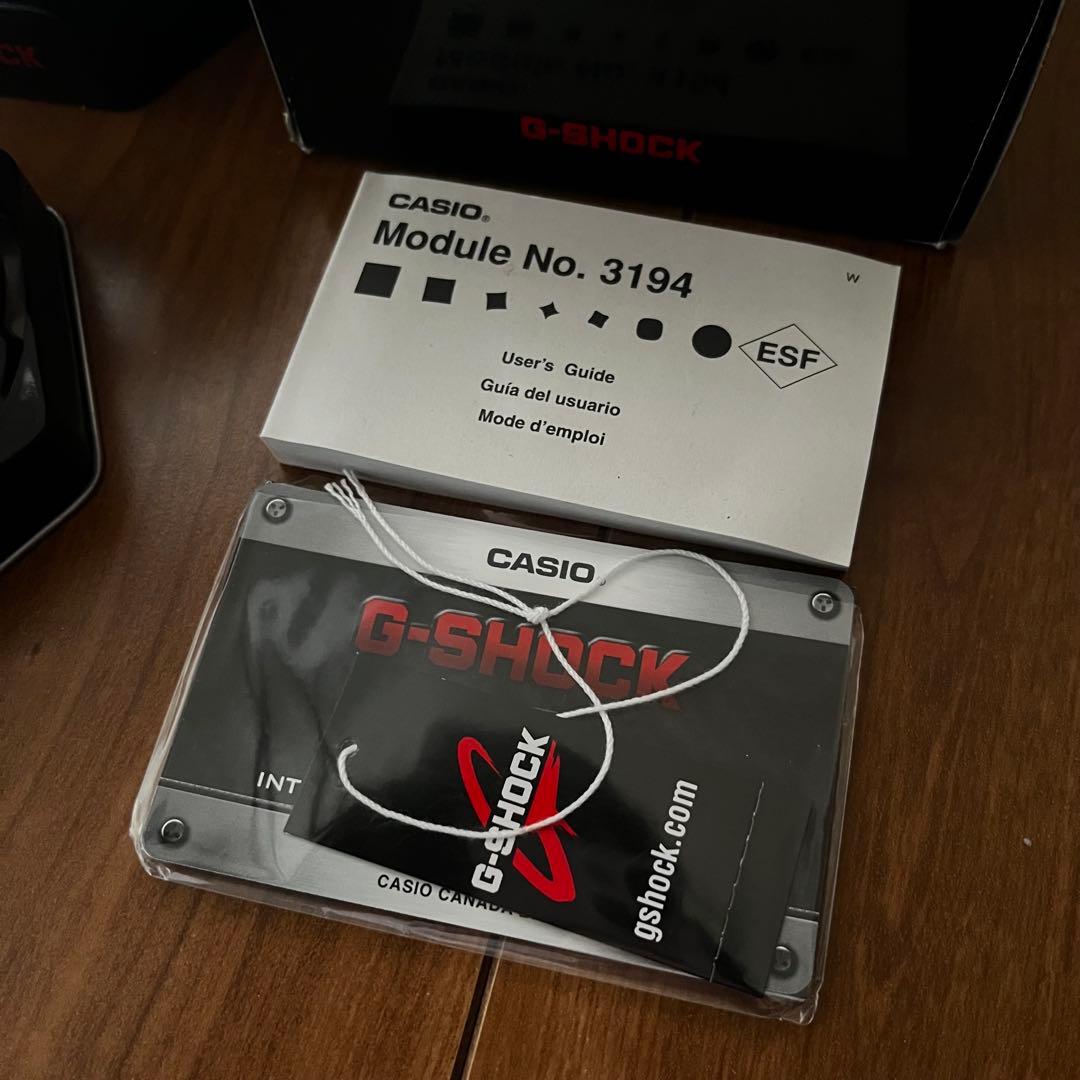 CK
G-SHOCK
CASIO®
Module No. 3194
W
ESF
User's Guide
Guía del usuario
Mode d'emploi
CASIO
G-SHOCK
G-SHOCK
gshock.com
INT
CASIO CANADA